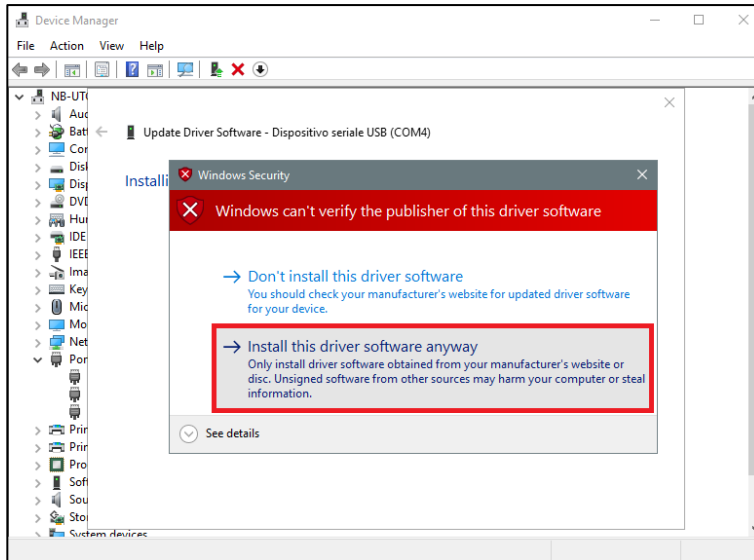 Device Manager
File Action View Help
NB-UT
Aud
Bat
Update Driver Software - Dispositivo seriale USB (COM4)
Con
Disk
Installi
Windows Security
Disp
Windows can't verify the publisher of this driver software
DVD
Hur
IDE
IEEE
Don't install this driver software
Ima
You should check your manufacturer's website for updated driver software
Key
for your device.
Mic
Mo
Install this driver software anyway
Net
Only install driver software obtained from your manufacturer's website or
Por
disc. Unsigned software from other sources may harm your computer or steal
information.
Prin
See details
Prin
Pro
Soft
Sou
Sto
System devices